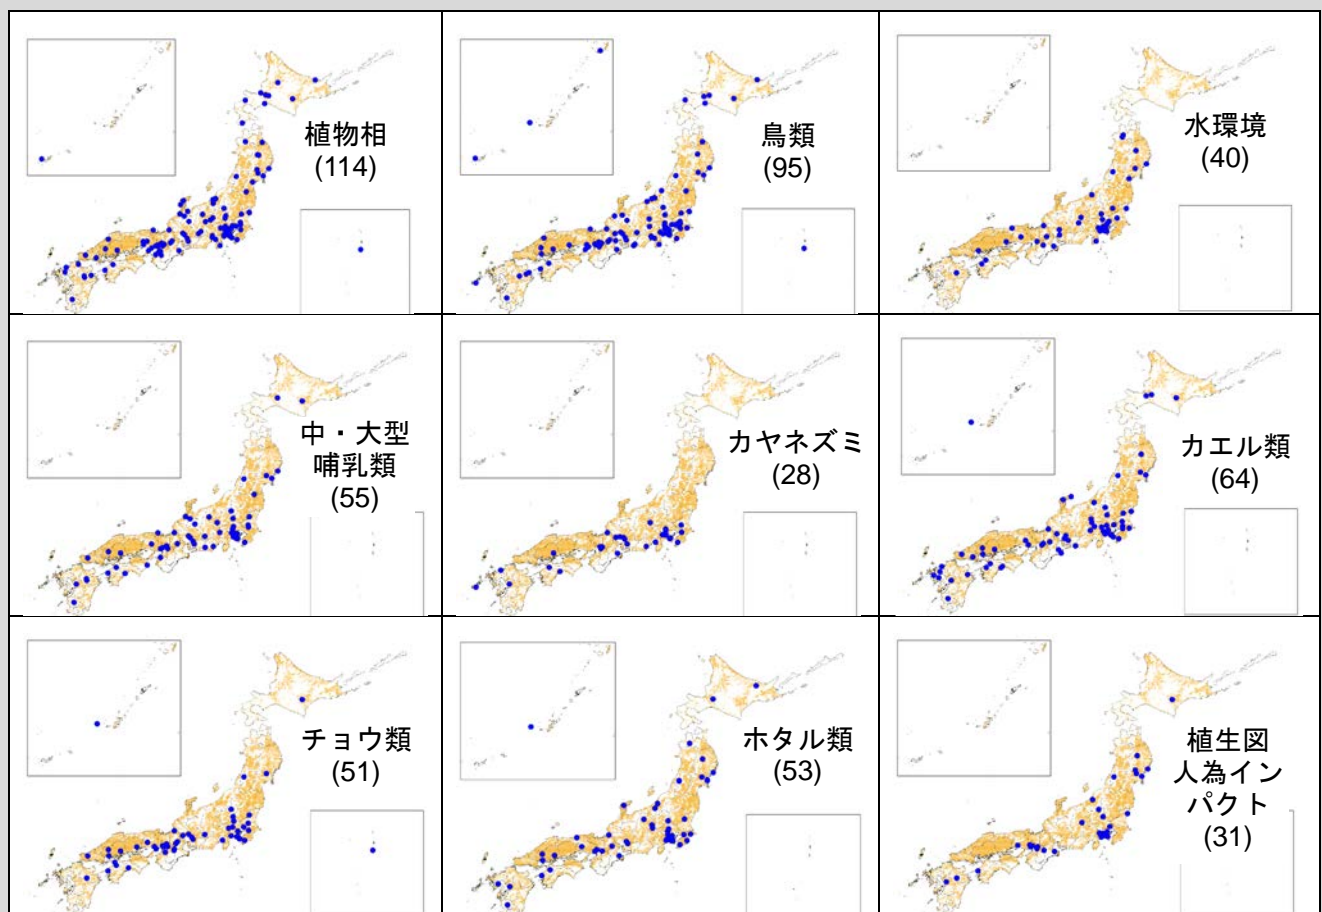 植物相
(114)
鳥類
(95)
水環境
(40)
中・大型
哺乳類
(55)
カヤネズミ
(28)
カエル類
(64)
チョウ類
(51)
ホタル類
(53)
植生図
人為イン
パクト
(31)